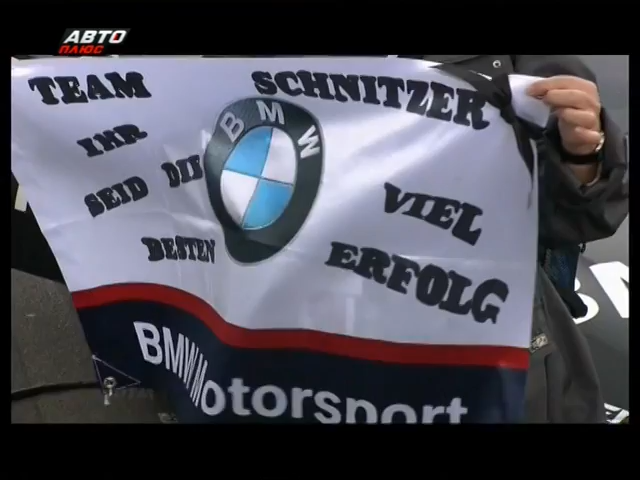 АВТО
ПЛЮС
TEAM SCHNITZER
IHR
SEID DIE
BESTEN
BMW
VIEL
ERFOLG
BMW Motorsport